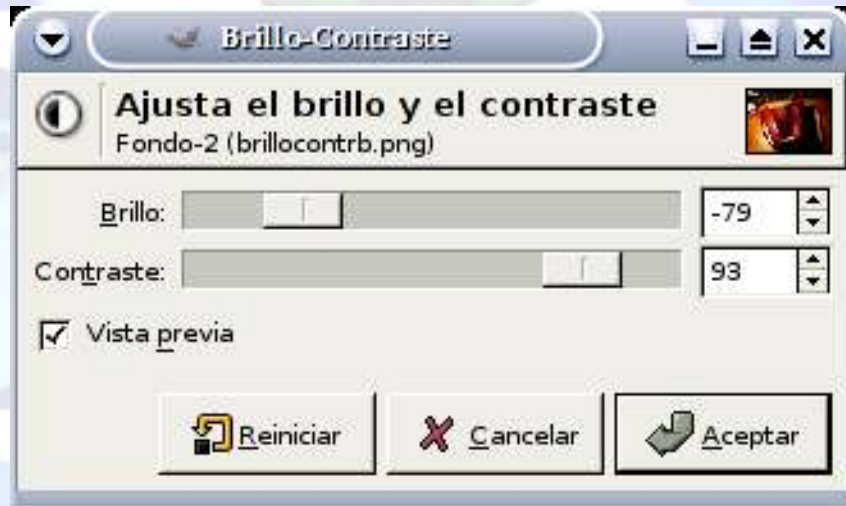 Brillo-Contraste
Ajusta el brillo y el contraste
Fondo-2 (brillocontrb.png)
Brillo: -79
Contraste: 93
Vista previa
Reiniciar Cancelar Aceptar